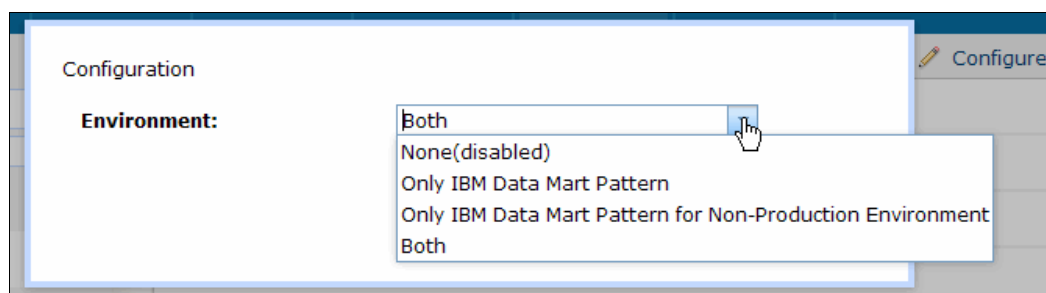 Configuration
Configure
Environment:
Both
None(disabled)
Only IBM Data Mart Pattern
Only IBM Data Mart Pattern for Non-Production Environment
Both